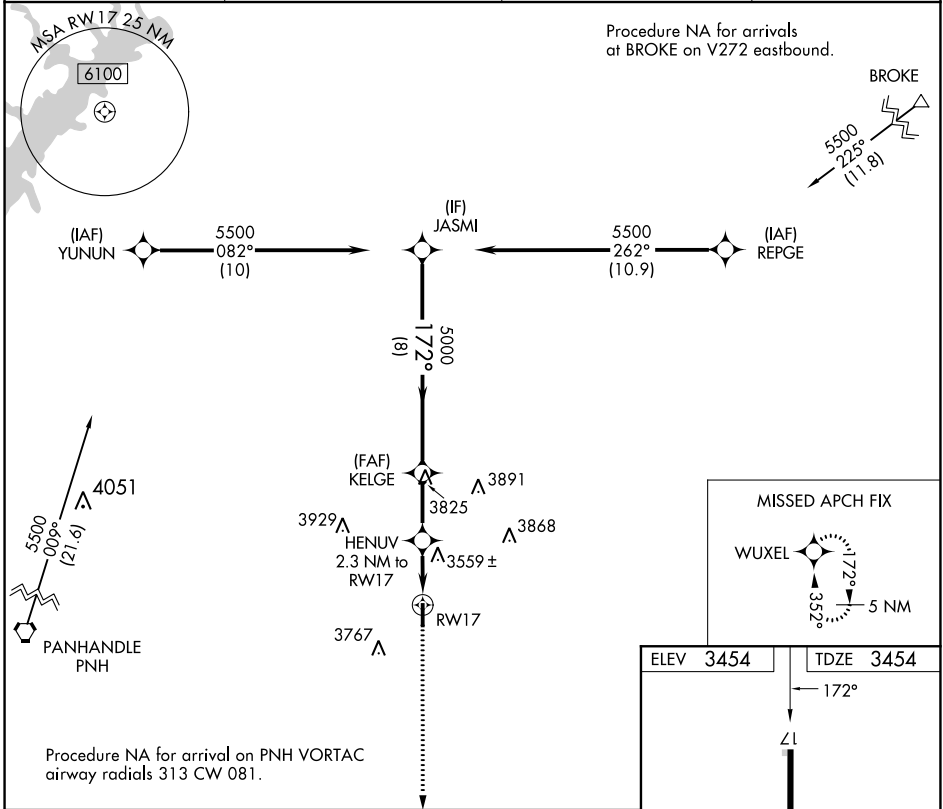 MSA RW17 25 NM
6100
Procedure NA for arrivals
at BROKE on V272 eastbound.
BROKE
5500
225°
(11.8)
(IAF)
YUNUN
5500
082°
(10)
(IF)
JASMI
5500
262°
(10.9)
(IAF)
REPGE
5000
172°
(8)
(FAF)
KELGE
3825
3891
4051
5500
009°
(21.6)
3929
HENUV
2.3 NM to
RW17
3559 ±
3868
RW17
3767
PANHANDLE
PNH
MISSED APCH FIX
WUXEL
172°
352°
5 NM
ELEV 3454
TDZE 3454
172°
17
Procedure NA for arrival on PNH VORTAC
airway radials 313 CW 081.